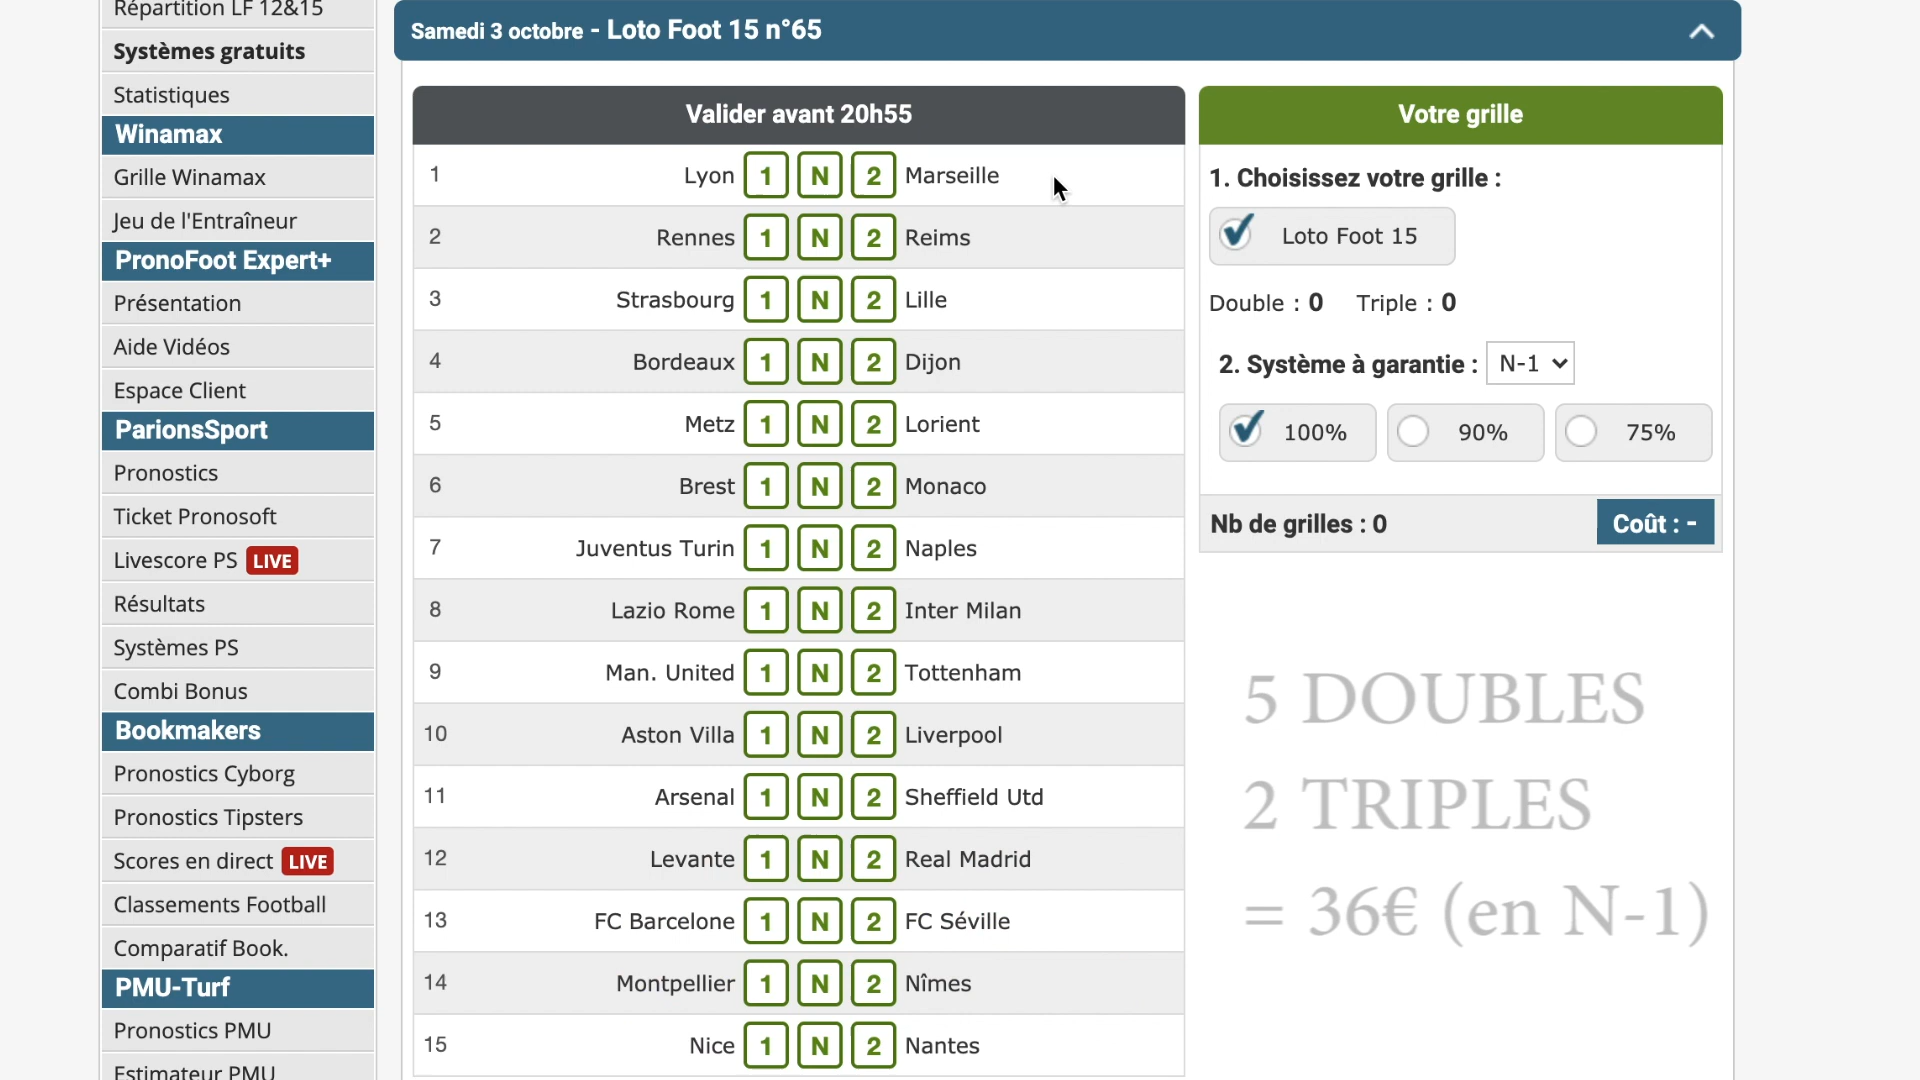 Répartition LF 12&15
Systèmes gratuits
Statistiques
Winamax
Grille Winamax
Jeu de l'Entraîneur
PronoFoot Expert+
Présentation
Aide Vidéos
Espace Client
ParionsSport
Pronostics
Ticket Pronosoft
Livescore PS LIVE
Résultats
Systèmes PS
Combi Bonus
Bookmakers
Pronostics Cyborg
Pronostics Tipsters
Scores en direct LIVE
Classements Football
Comparatif Book.
PMU-Turf
Pronostics PMU
Estimateur PMU
Samedi 3 octobre - Loto Foot 15 n°65
Valider avant 20h55
1 Lyon 1 N 2 Marseille
2 Rennes 1 N 2 Reims
3 Strasbourg 1 N 2 Lille
4 Bordeaux 1 N 2 Dijon
5 Metz 1 N 2 Lorient
6 Brest 1 N 2 Monaco
7 Juventus Turin 1 N 2 Naples
8 Lazio Rome 1 N 2 Inter Milan
9 Man. United 1 N 2 Tottenham
10 Aston Villa 1 N 2 Liverpool
11 Arsenal 1 N 2 Sheffield Utd
12 Levante 1 N 2 Real Madrid
13 FC Barcelone 1 N 2 FC Séville
14 Montpellier 1 N 2 Nîmes
15 Nice 1 N 2 Nantes
Votre grille
1. Choisissez votre grille :
Loto Foot 15
Double : 0 Triple : 0
2. Système à garantie : N-1
100% 90% 75%
Nb de grilles : 0 Coût : -
5 DOUBLES
2 TRIPLES
= 36€ (en N-1)